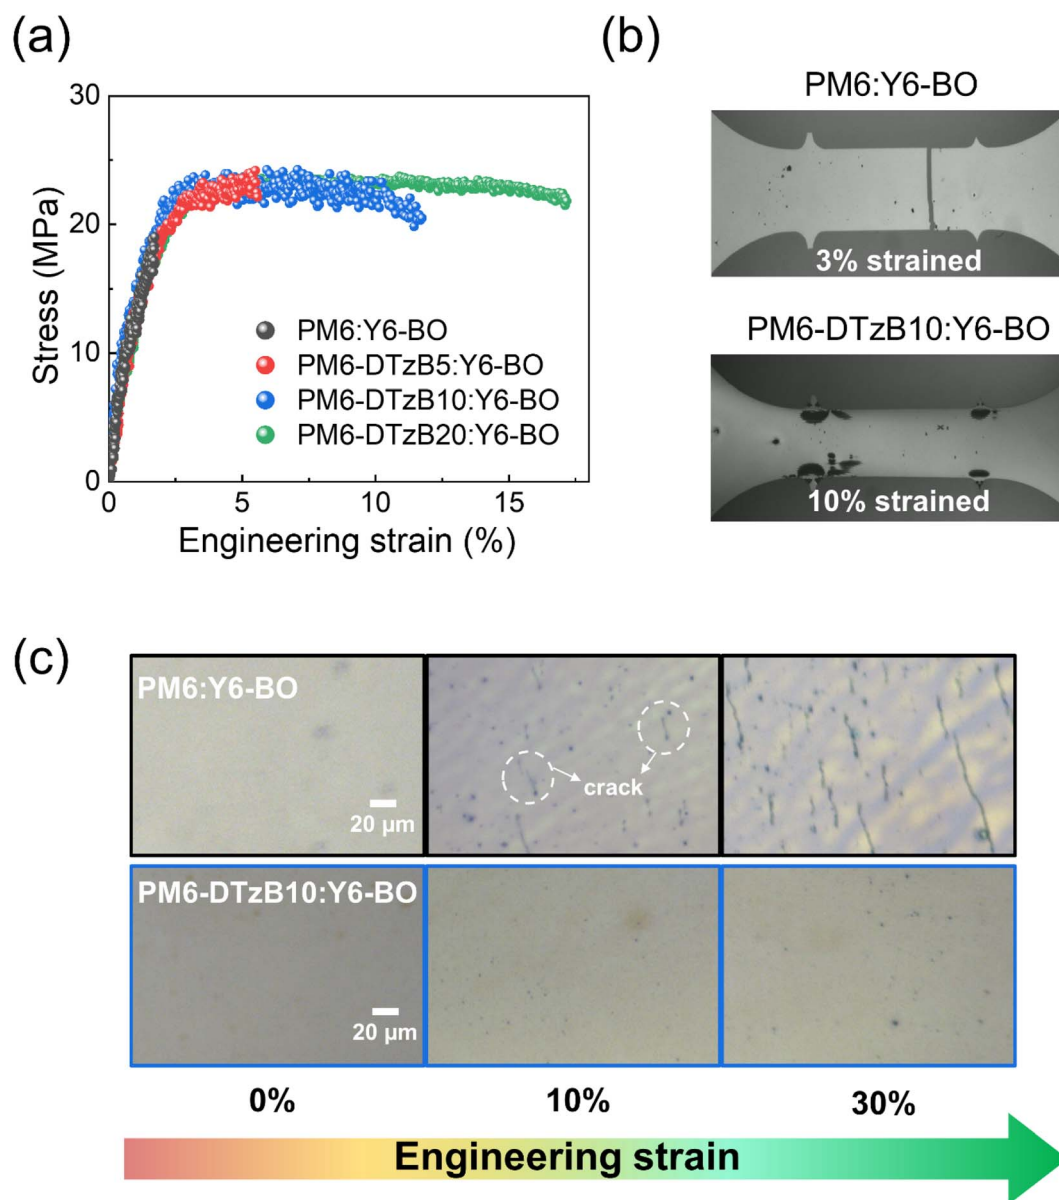 (a)
30
20
10
0
0
5
10
15
Stress (MPa)
Engineering strain (%)
PM6:Y6-BO
PM6-DTzB5:Y6-BO
PM6-DTzB10:Y6-BO
PM6-DTzB20:Y6-BO
(b)
PM6:Y6-BO
3% strained
PM6-DTzB10:Y6-BO
10% strained
(c)
PM6:Y6-BO
20 μm
crack
PM6-DTzB10:Y6-BO
20 μm
0%
10%
30%
Engineering strain